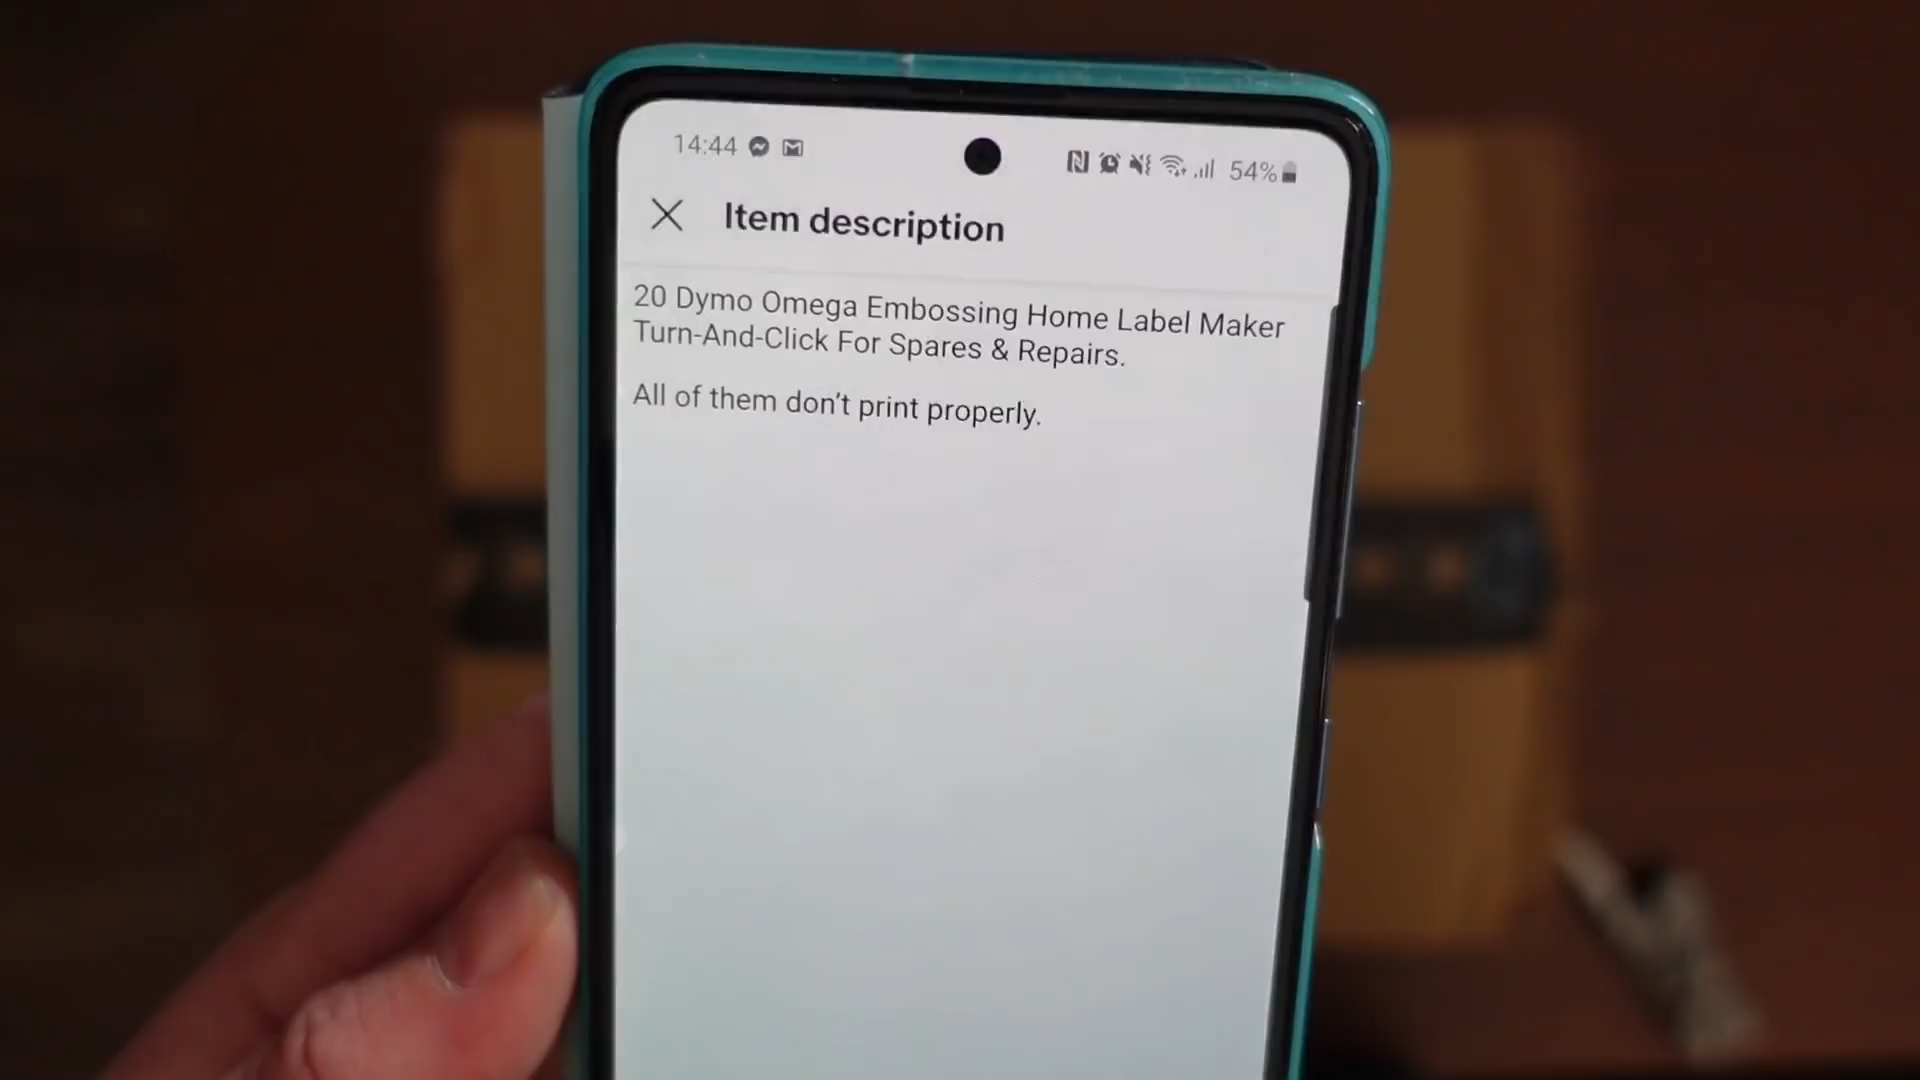 14:44
54%
Item description
20 Dymo Omega Embossing Home Label Maker
Turn-And-Click For Spares & Repairs.
All of them don't print properly.